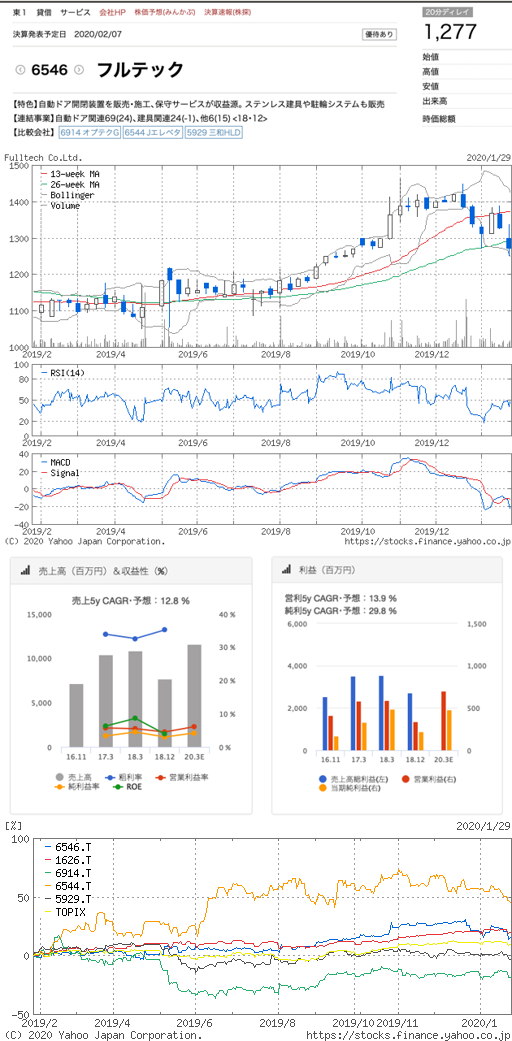 東1 貸借 サービス 会社HP 株価予想(みんかぶ) 決算速報(株探)
20分ディレイ
決算発表予定日 2020/02/07
優待あり
1,277
6546 フルテック
始値
高値
安値
出来高
時価総額
【特色】自動ドア開閉装置を販売・施工、保守サービスが収益源。ステンレス建具や駐輪システムも販売
【連結事業】自動ドア関連69(24)、建具関連24(-1)、他6(15) <18・12>
【比較会社】 6914 オプテクG 6544 Jエレベタ 5929 三和HLD
Fulltech Co.Ltd.
2020/1/29
13-week MA
26-week MA
Bollinger
Volume
1500
1400
1300
1200
1100
1000
2019/2 2019/4 2019/6 2019/8 2019/10 2019/12
RSI(14)
100
50
0
2019/2 2019/4 2019/6 2019/8 2019/10 2019/12
MACD
Signal
40
20
0
-20
-40
2019/2 2019/4 2019/6 2019/8 2019/10 2019/12
(C) 2020 Yahoo Japan Corporation.
https://stocks.finance.yahoo.co.jp
売上高（百万円）＆収益性（%）
売上5y CAGR・予想：12.8 %
15,000
10,000
5,000
0
40 %
30 %
20 %
10 %
0 %
16.11 17.3 18.3 18.12 20.3E
売上高 粗利率 営業利益率
純利益率 ROE
利益（百万円）
営利5y CAGR・予想：13.9 %
純利5y CAGR・予想：29.8 %
6,000
4,000
2,000
0
1,500
1,000
500
0
16.11 17.3 18.3 18.12 20.3E
売上高総利益(左) 営業利益(右)
当期純利益(右)
[%]
2020/1/29
100
50
0
-50
6546.T
1626.T
6914.T
6544.T
5929.T
TOPIX
2019/2 2019/4 2019/6 2019/8 2019/10 2019/11 2020/1
(C) 2020 Yahoo Japan Corporation.
https://stocks.finance.yahoo.co.jp